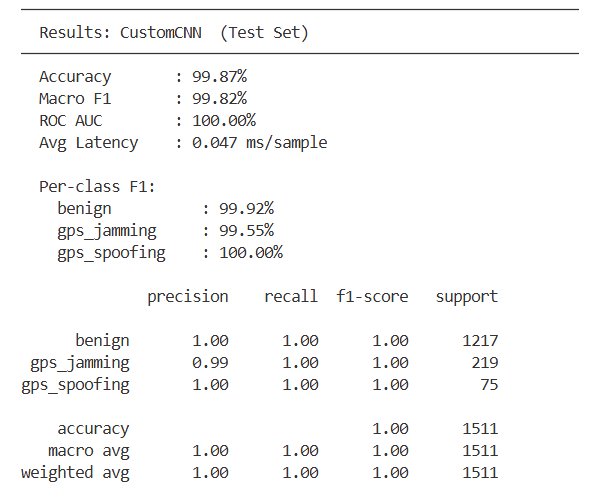 Results: CustomCNN  (Test Set)
Accuracy       : 99.87%
Macro F1       : 99.82%
ROC AUC        : 100.00%
Avg Latency    : 0.047 ms/sample
Per-class F1:
benign          : 99.92%
gps_jamming     : 99.55%
gps_spoofing    : 100.00%
precision    recall  f1-score   support
benign       1.00      1.00      1.00      1217
gps_jamming       0.99      1.00      1.00       219
gps_spoofing       1.00      1.00      1.00        75
accuracy                           1.00      1511
macro avg       1.00      1.00      1.00      1511
weighted avg       1.00      1.00      1.00      1511